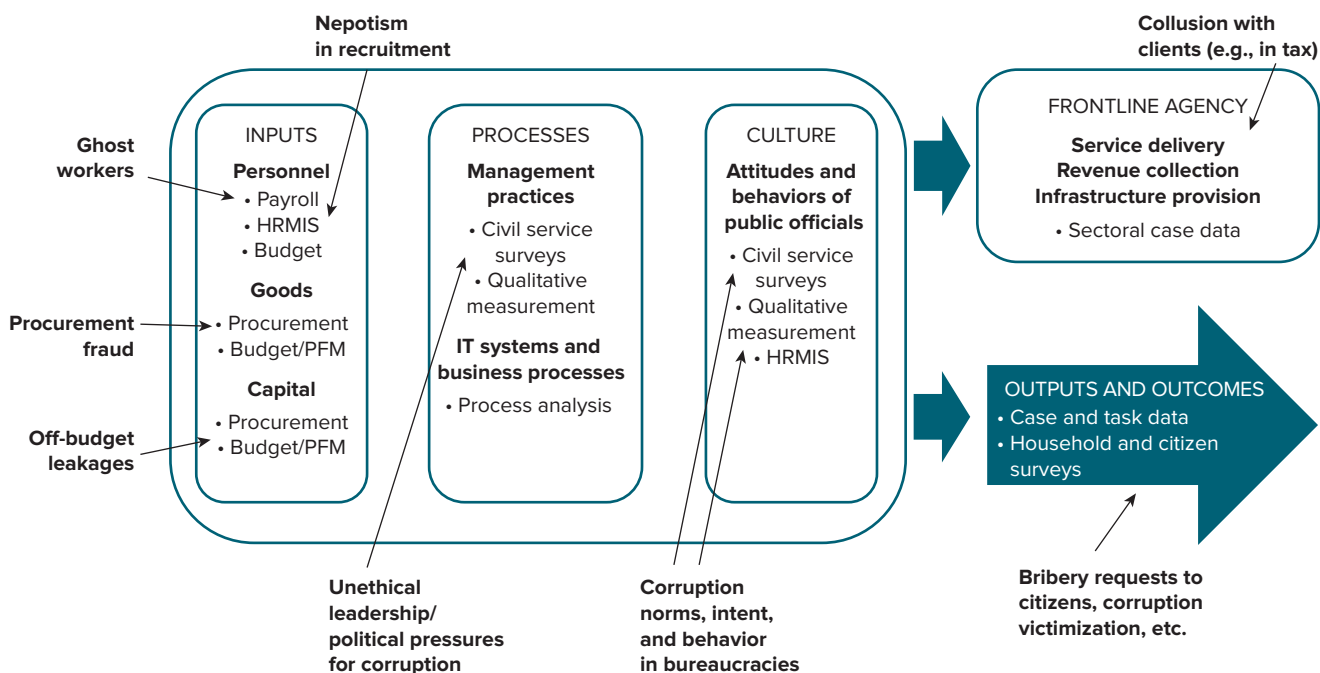 Nepotism
in recruitment
Collusion with
clients (e.g., in tax)
Ghost
workers
Procurement
fraud
Off-budget
leakages
INPUTS
Personnel
• Payroll
• HRMIS
• Budget
Goods
• Procurement
• Budget/PFM
Capital
• Procurement
• Budget/PFM
PROCESSES
Management
practices
• Civil service
surveys
• Qualitative
measurement
IT systems and
business processes
• Process analysis
CULTURE
Attitudes and
behaviors of
public officials
• Civil service
surveys
• Qualitative
measurement
• HRMIS
FRONTLINE AGENCY
Service delivery
Revenue collection
Infrastructure provision
• Sectoral case data
OUTPUTS AND OUTCOMES
• Case and task data
• Household and citizen
surveys
Unethical
leadership/
political pressures
for corruption
Corruption
norms, intent,
and behavior
in bureaucracies
Bribery requests to
citizens, corruption
victimization, etc.